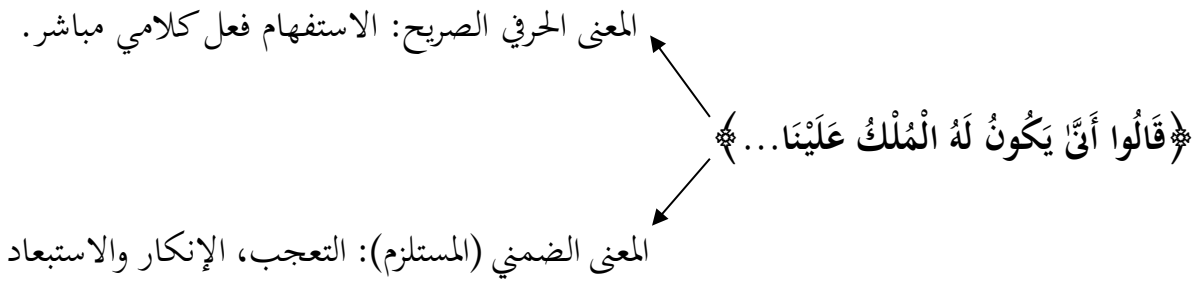 المعنى الحرفي الصريح: الاستفهام فعل كلامي مباشر.
﴿قَالُوا أَنَّىٰ يَكُونُ لَهُ الْمُلْكُ عَلَيْنَا...﴾
المعنى الضمني (المستلزم): التعجب، الإنكار والاستبعاد